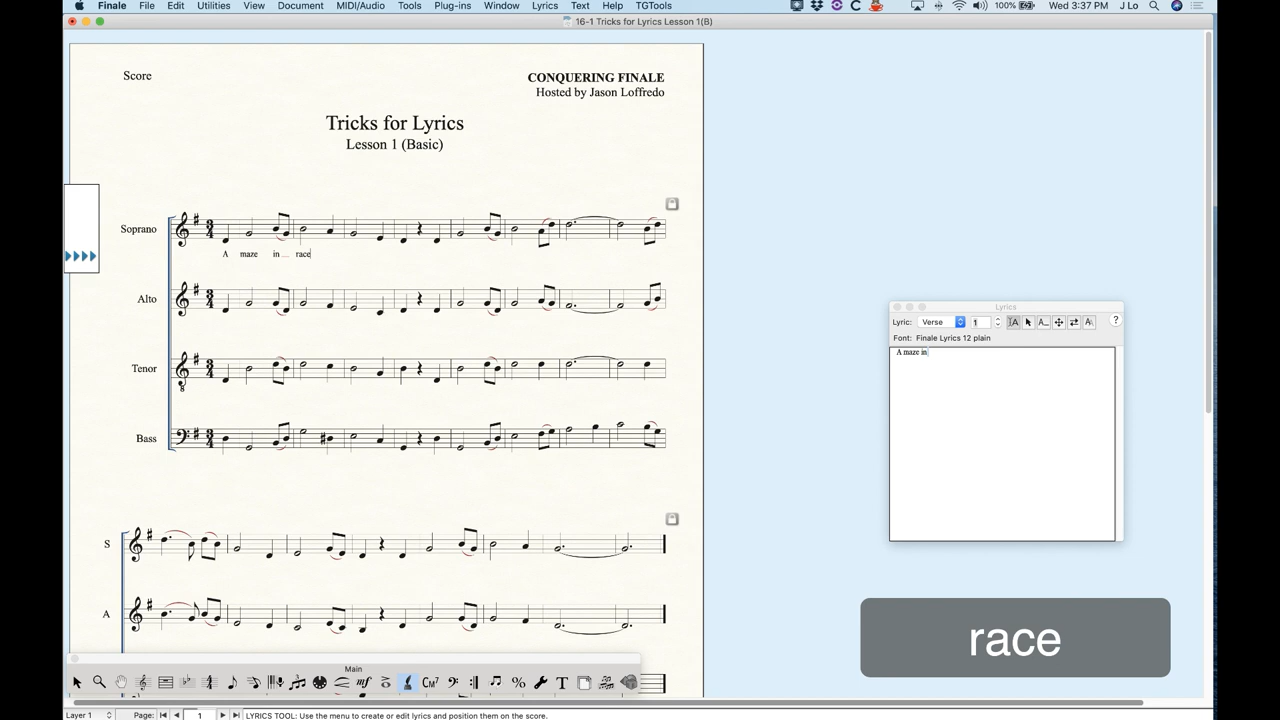 Finale File Edit Utilities View Document MIDI/Audio Tools Plug-ins Window Lyrics Text Help TGTools 100% Wed 3:37 PM J Lo
16-1 Tricks for Lyrics Lesson 1(B)
Score
CONQUERING FINALE
Hosted by Jason Loffredo
Tricks for Lyrics
Lesson 1 (Basic)
Soprano
A maze in race
Alto
Tenor
Bass
Lyrics
Lyric: Verse 1 ?
Font: Finale Lyrics 12 plain
A maze in
S
A
race
Main
Layer 1 Page: 1 LYRICS TOOL: Use the menu to create or edit lyrics and position them on the score.